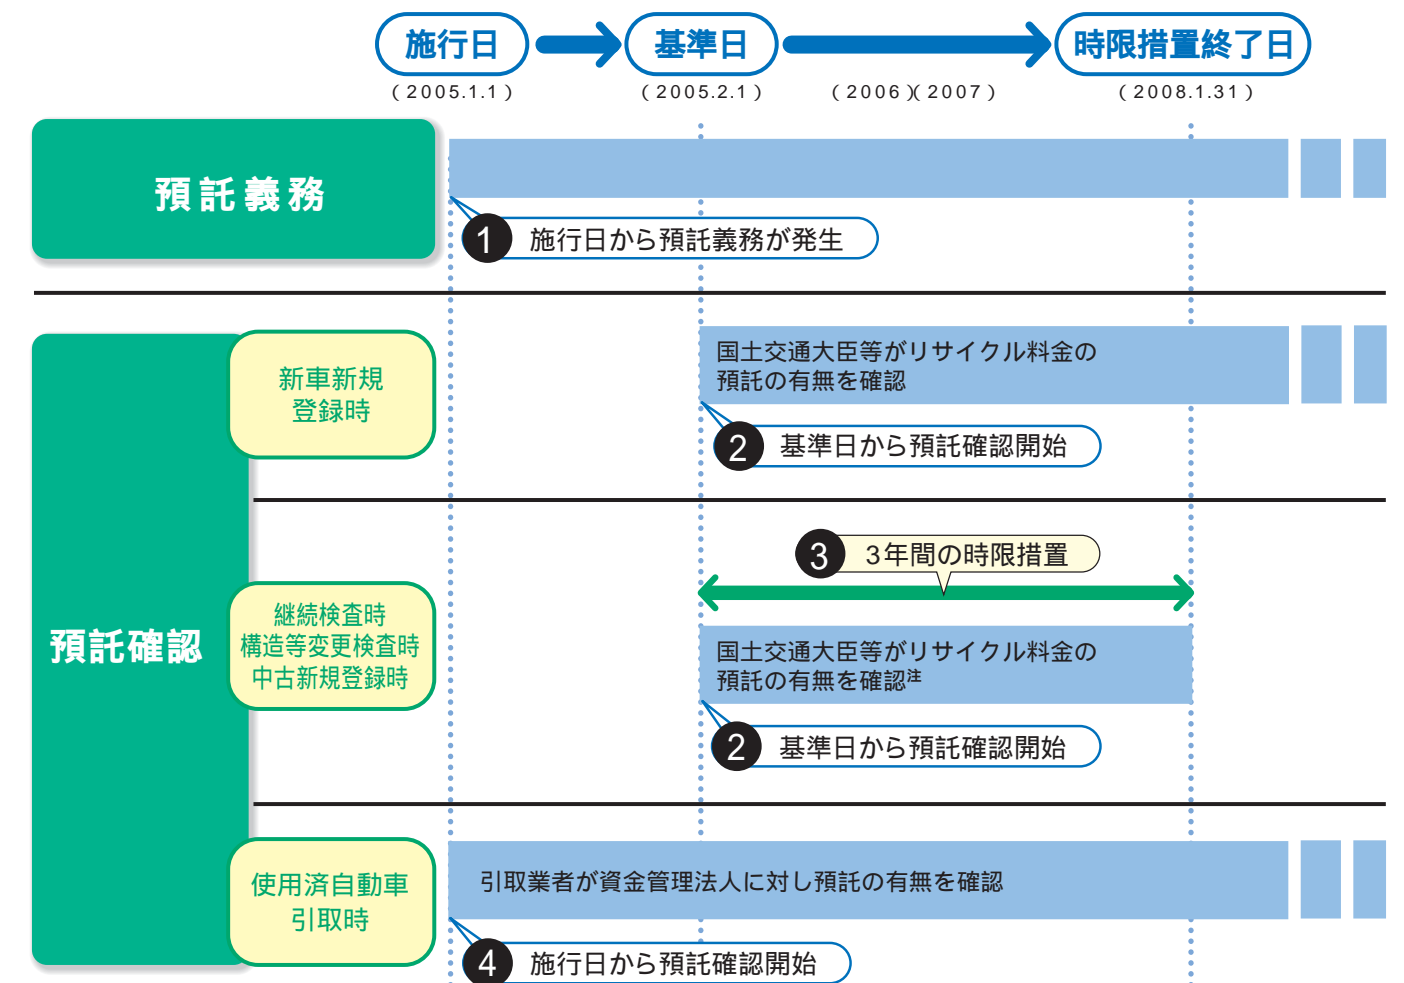 施行日
基準日
時限措置終了日
(2005.1.1)
(2005.2.1)
(2006)(2007)
(2008.1.31)
預託義務
1 施行日から預託義務が発生
預託確認
新車新規
登録時
国土交通大臣等がリサイクル料金の
預託の有無を確認
2 基準日から預託確認開始
3 3年間の時限措置
継続検査時
構造等変更検査時
中古新規登録時
国土交通大臣等がリサイクル料金の
預託の有無を確認注
2 基準日から預託確認開始
使用済自動車
引取時
引取業者が資金管理法人に対し預託の有無を確認
4 施行日から預託確認開始